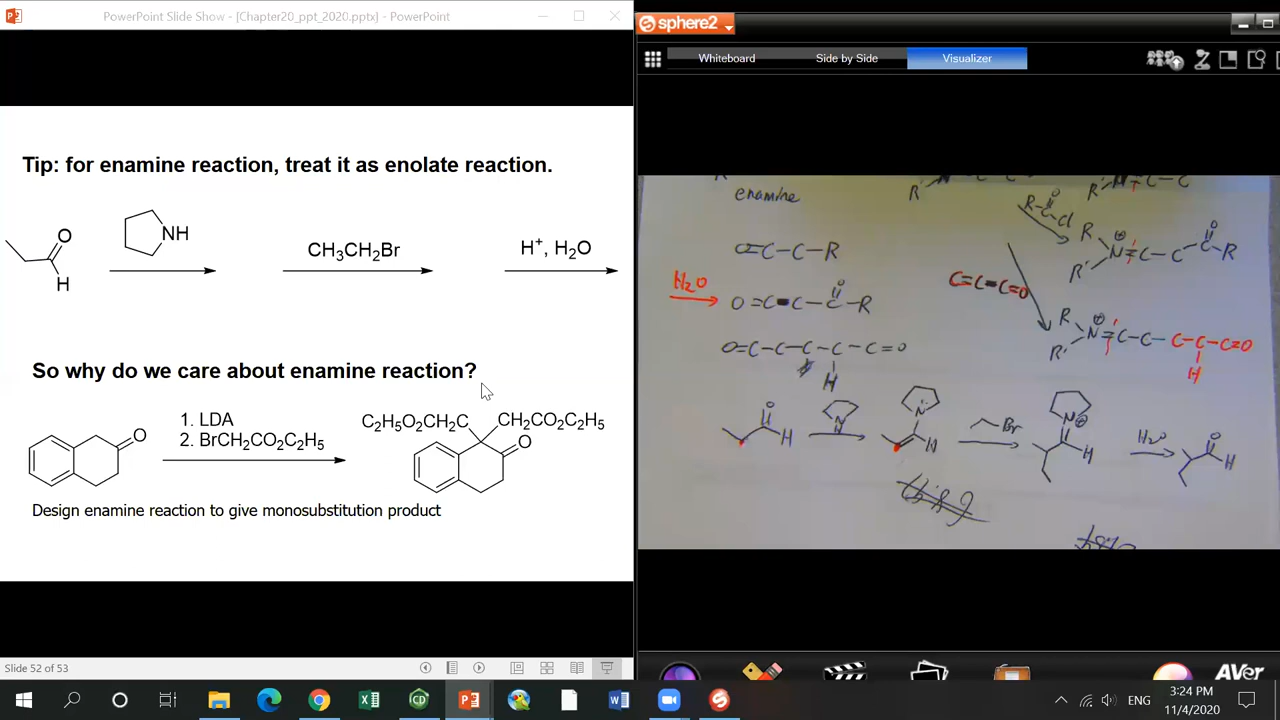 PowerPoint Slide Show - [Chapter20_ppt_2020.pptx] - PowerPoint
Tip: for enamine reaction, treat it as enolate reaction.
O
H
NH
CH3CH2Br
H+, H2O
So why do we care about enamine reaction?
O
1. LDA
2. BrCH2CO2C2H5
C2H5O2CH2C
CH2CO2C2H5
O
Design enamine reaction to give monosubstitution product
Slide 52 of 53
sphere2
Whiteboard
Side by Side
Visualizer
enamine
R-C-Cl
O
R
R'
N=C-C-C-R
O
C-C-R
H2O
O=C-C-C-R
O
C=C-C=O
R
R'
N=C-C-C-C-C=O
H
O=C-C-C-C-C=O
H
O
H
N
N
H
Br
N
H
H2O
O
H
AVer
ENG
3:24 PM
11/4/2020